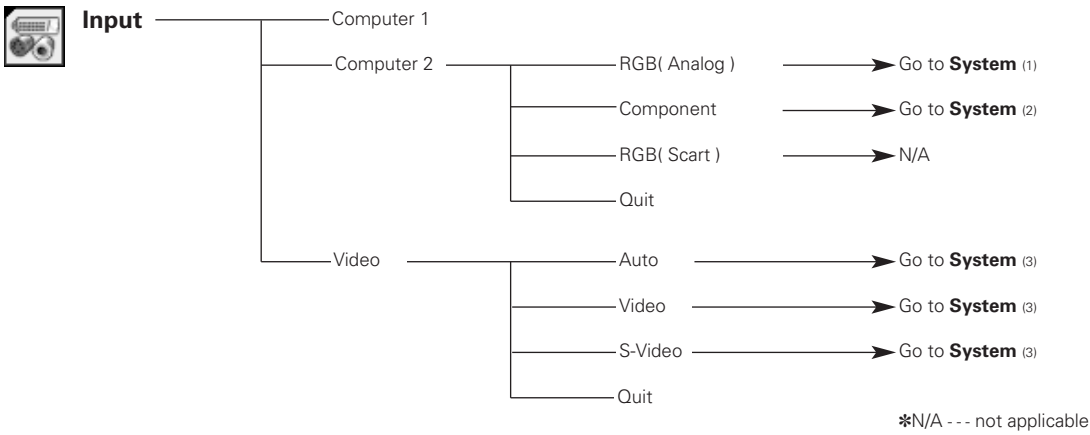 Input
Computer 1
Computer 2
RGB( Analog )
Go to System (1)
Component
Go to System (2)
RGB( Scart )
N/A
Quit
Video
Auto
Go to System (3)
Video
Go to System (3)
S-Video
Go to System (3)
Quit
✽N/A - - - not applicable